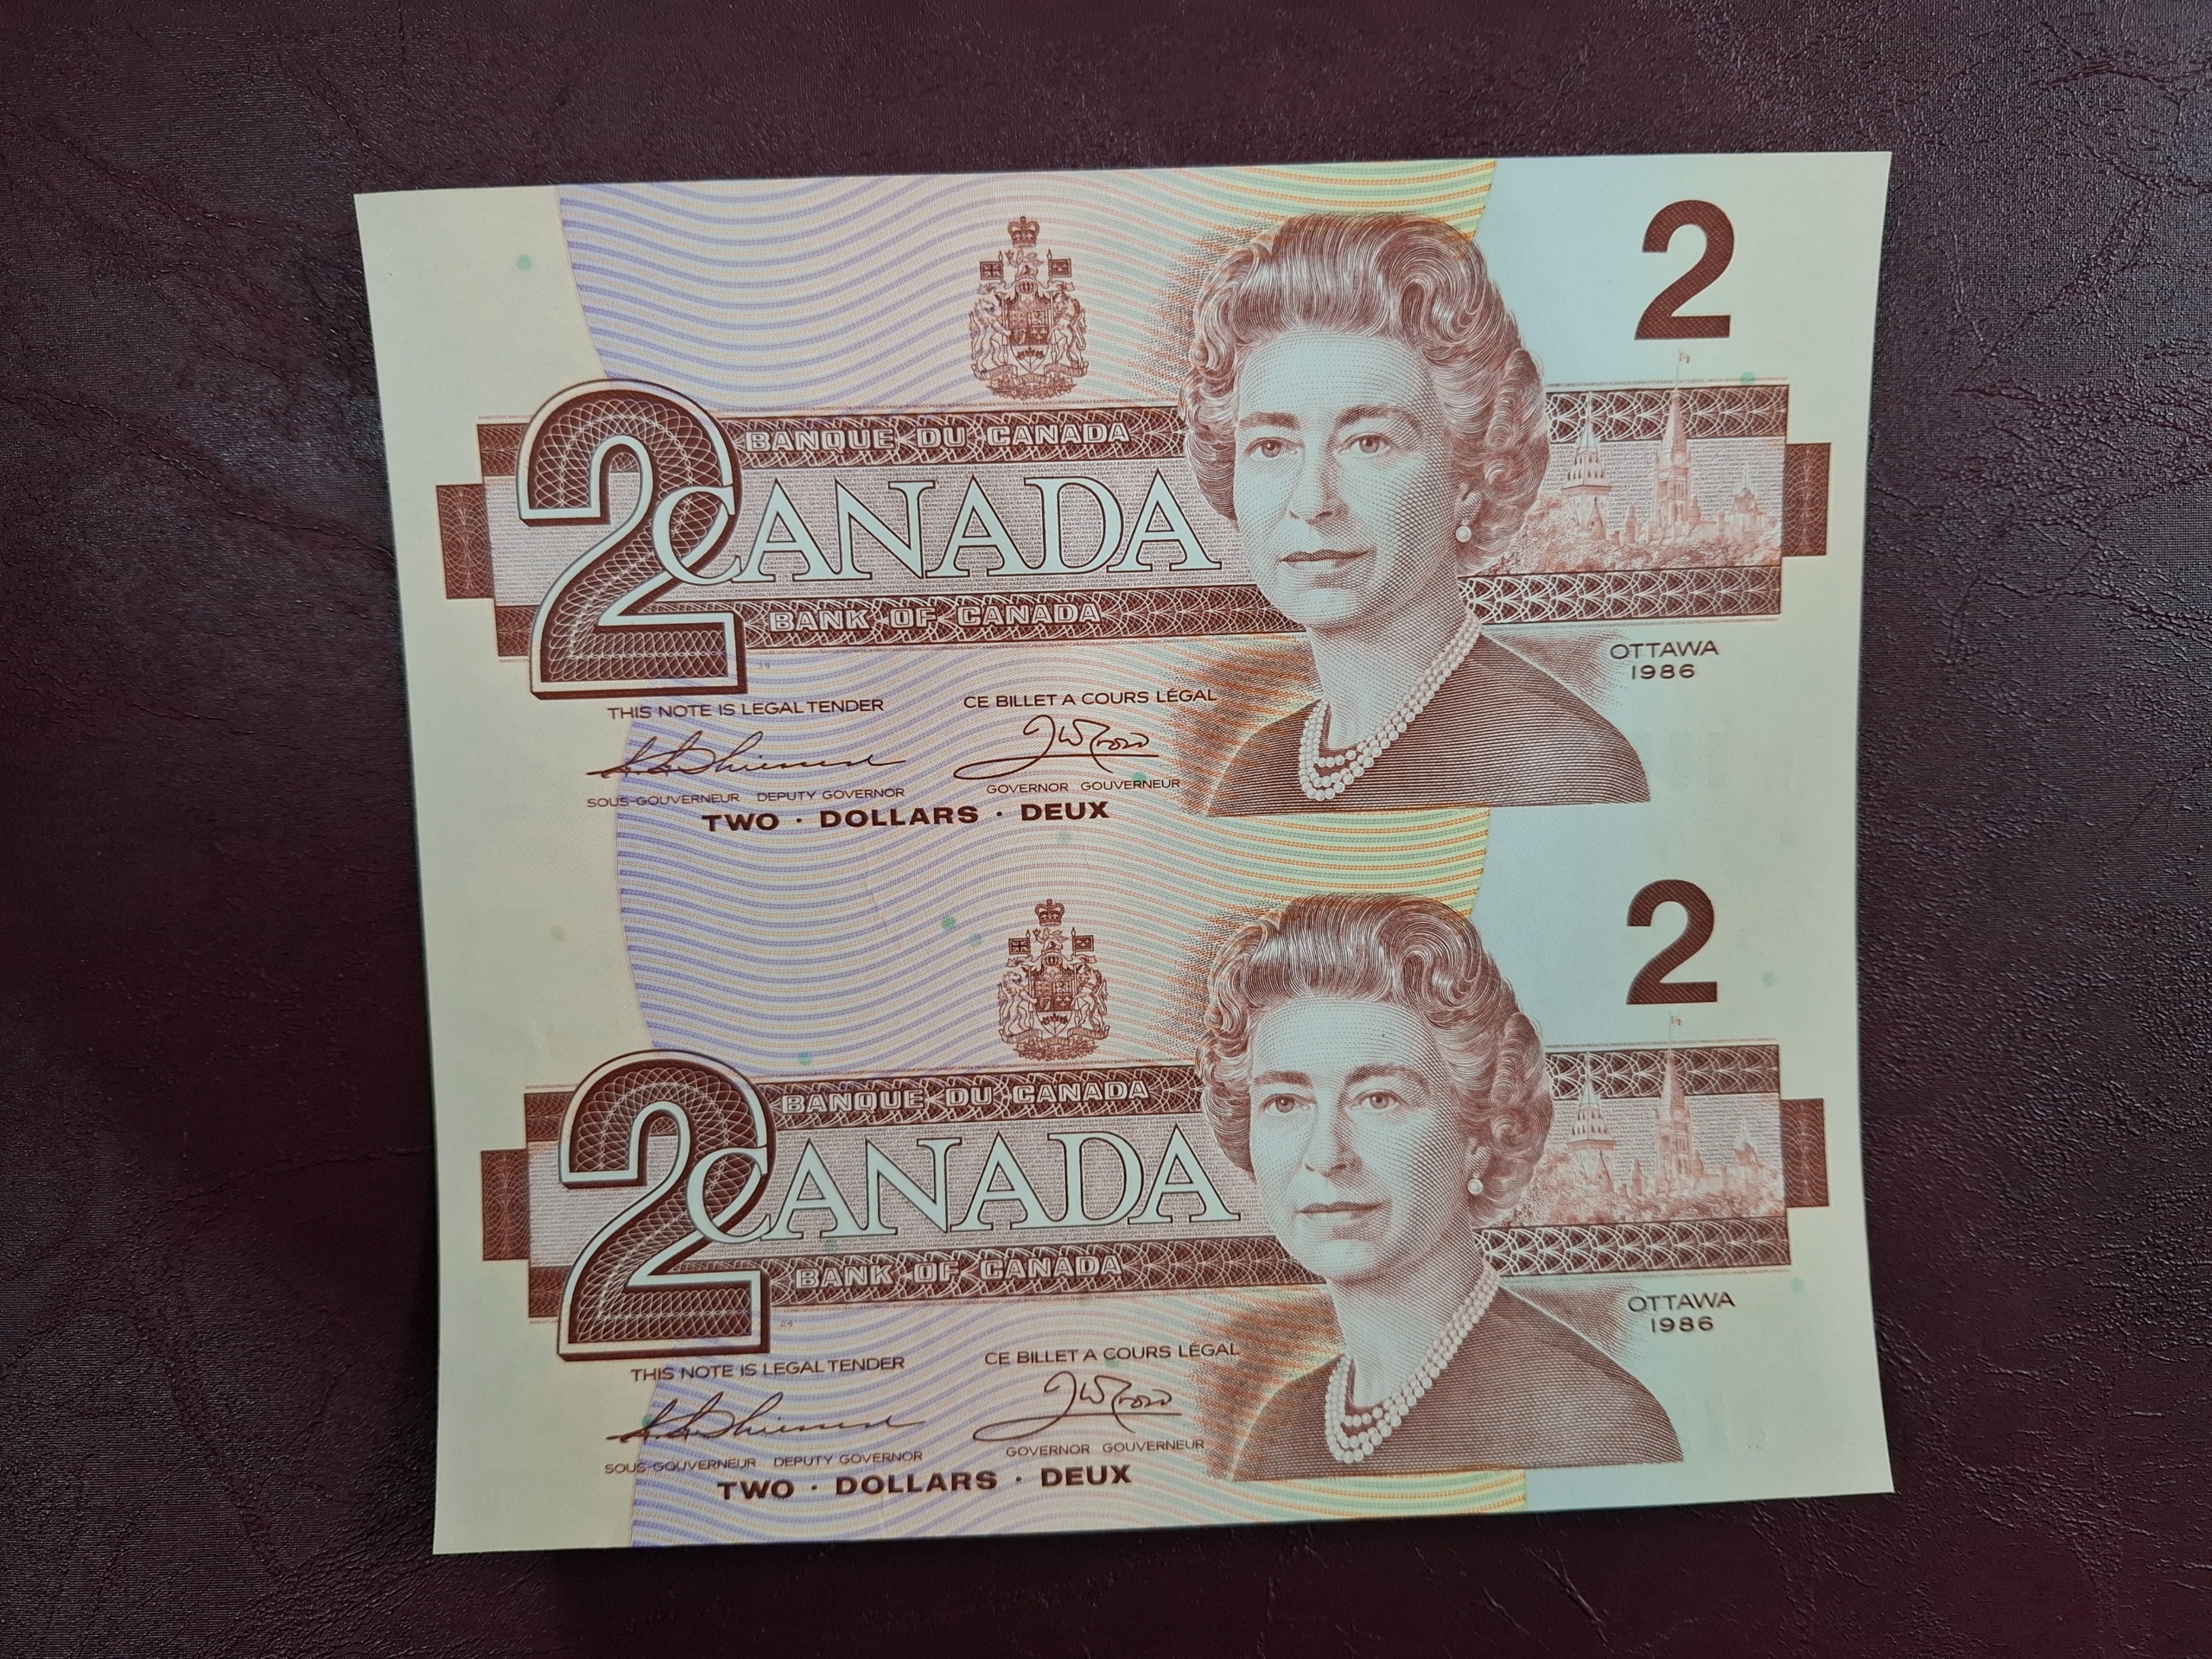 2
BANQUE DU CANADA
2 CANADA
BANK OF CANADA
OTTAWA
1986
THIS NOTE IS LEGAL TENDER CE BILLET A COURS LÉGAL
SOUS-GOUVERNEUR DEPUTY GOVERNOR GOVERNOR GOUVERNEUR
TWO · DOLLARS · DEUX
2
BANQUE DU CANADA
2 CANADA
BANK OF CANADA
OTTAWA
1986
THIS NOTE IS LEGAL TENDER CE BILLET A COURS LÉGAL
SOUS-GOUVERNEUR DEPUTY GOVERNOR GOVERNOR GOUVERNEUR
TWO · DOLLARS · DEUX